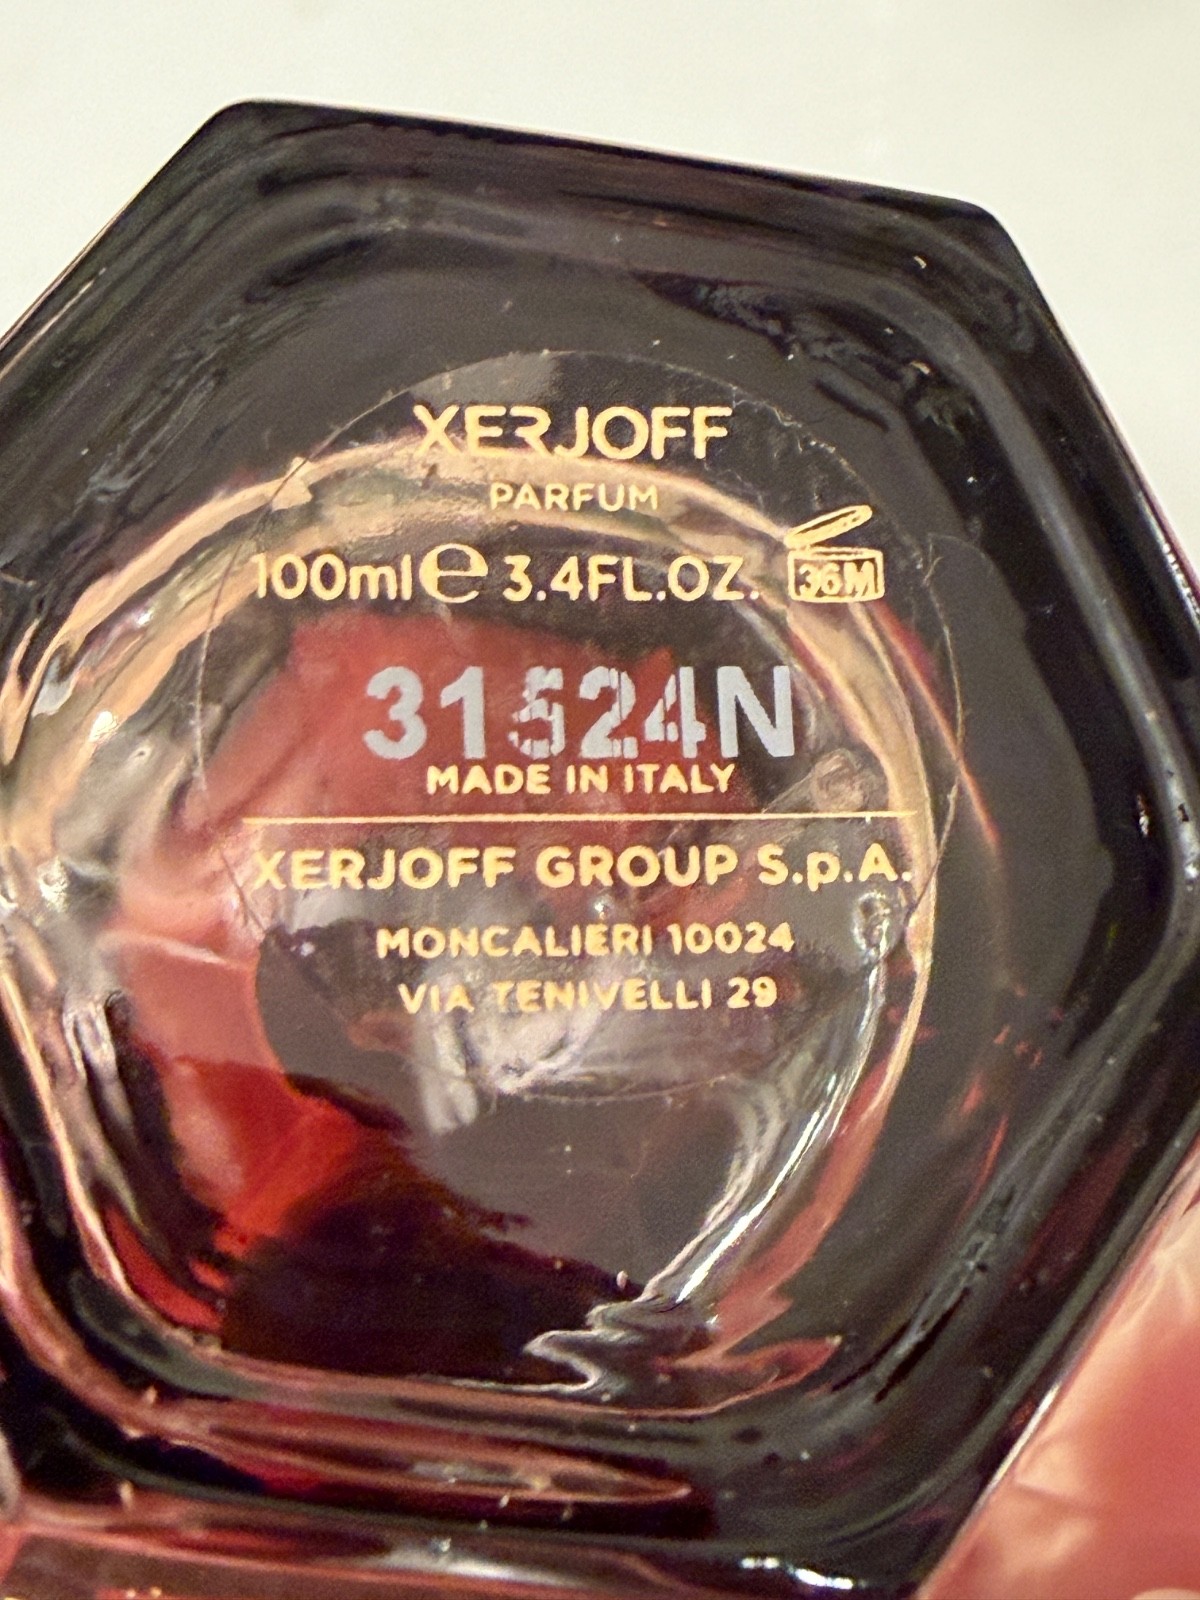 XERJOFF
PARFUM
100ml ℮ 3.4FL.OZ. 36M
31524N
MADE IN ITALY
XERJOFF GROUP S.p.A.
MONCALIERI 10024
VIA TENIVELLI 29